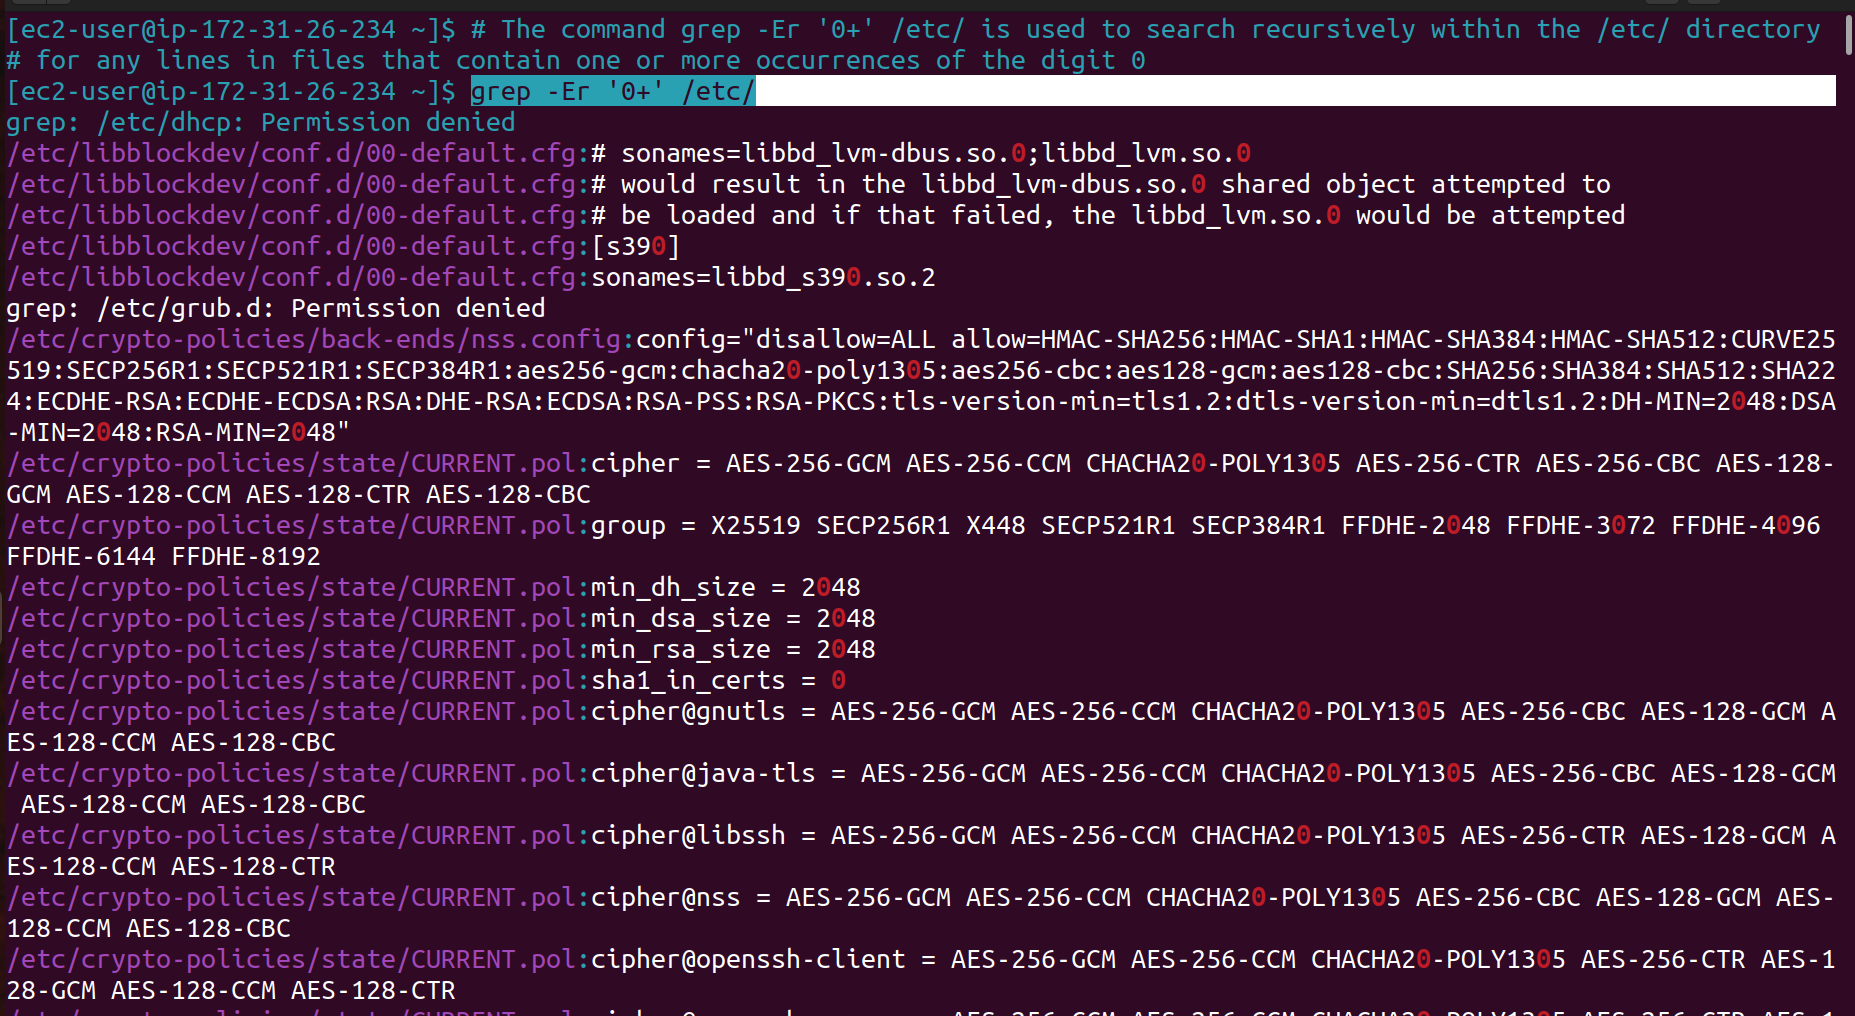 [ec2-user@ip-172-31-26-234 ~]$ # The command grep -Er '0+' /etc/ is used to search recursively within the /etc/ directory
# for any lines in files that contain one or more occurrences of the digit 0
[ec2-user@ip-172-31-26-234 ~]$ grep -Er '0+' /etc/
grep: /etc/dhcp: Permission denied
/etc/libblockdev/conf.d/00-default.cfg:# sonames=libbd_lvm-dbus.so.0;libbd_lvm.so.0
/etc/libblockdev/conf.d/00-default.cfg:# would result in the libbd_lvm-dbus.so.0 shared object attempted to
/etc/libblockdev/conf.d/00-default.cfg:# be loaded and if that failed, the libbd_lvm.so.0 would be attempted
/etc/libblockdev/conf.d/00-default.cfg:[s390]
/etc/libblockdev/conf.d/00-default.cfg:sonames=libbd_s390.so.2
grep: /etc/grub.d: Permission denied
/etc/crypto-policies/back-ends/nss.config:config="disallow=ALL allow=HMAC-SHA256:HMAC-SHA1:HMAC-SHA384:HMAC-SHA512:CURVE25
519:SECP256R1:SECP521R1:SECP384R1:aes256-gcm:chacha20-poly1305:aes256-cbc:aes128-gcm:aes128-cbc:SHA256:SHA384:SHA512:SHA22
4:ECDHE-RSA:ECDHE-ECDSA:RSA:DHE-RSA:ECDSA:RSA-PSS:RSA-PKCS:tls-version-min=tls1.2:dtls-version-min=dtls1.2:DH-MIN=2048:DSA
-MIN=2048:RSA-MIN=2048"
/etc/crypto-policies/state/CURRENT.pol:cipher = AES-256-GCM AES-256-CCM CHACHA20-POLY1305 AES-256-CTR AES-256-CBC AES-128-
GCM AES-128-CCM AES-128-CTR AES-128-CBC
/etc/crypto-policies/state/CURRENT.pol:group = X25519 SECP256R1 X448 SECP521R1 SECP384R1 FFDHE-2048 FFDHE-3072 FFDHE-4096
FFDHE-6144 FFDHE-8192
/etc/crypto-policies/state/CURRENT.pol:min_dh_size = 2048
/etc/crypto-policies/state/CURRENT.pol:min_dsa_size = 2048
/etc/crypto-policies/state/CURRENT.pol:min_rsa_size = 2048
/etc/crypto-policies/state/CURRENT.pol:sha1_in_certs = 0
/etc/crypto-policies/state/CURRENT.pol:cipher@gnutls = AES-256-GCM AES-256-CCM CHACHA20-POLY1305 AES-256-CBC AES-128-GCM A
ES-128-CCM AES-128-CBC
/etc/crypto-policies/state/CURRENT.pol:cipher@java-tls = AES-256-GCM AES-256-CCM CHACHA20-POLY1305 AES-256-CBC AES-128-GCM
 AES-128-CCM AES-128-CBC
/etc/crypto-policies/state/CURRENT.pol:cipher@libssh = AES-256-GCM AES-256-CCM CHACHA20-POLY1305 AES-256-CTR AES-128-GCM A
ES-128-CCM AES-128-CTR
/etc/crypto-policies/state/CURRENT.pol:cipher@nss = AES-256-GCM AES-256-CCM CHACHA20-POLY1305 AES-256-CBC AES-128-GCM AES-
128-CCM AES-128-CBC
/etc/crypto-policies/state/CURRENT.pol:cipher@openssh-client = AES-256-GCM AES-256-CCM CHACHA20-POLY1305 AES-256-CTR AES-1
28-GCM AES-128-CCM AES-128-CTR